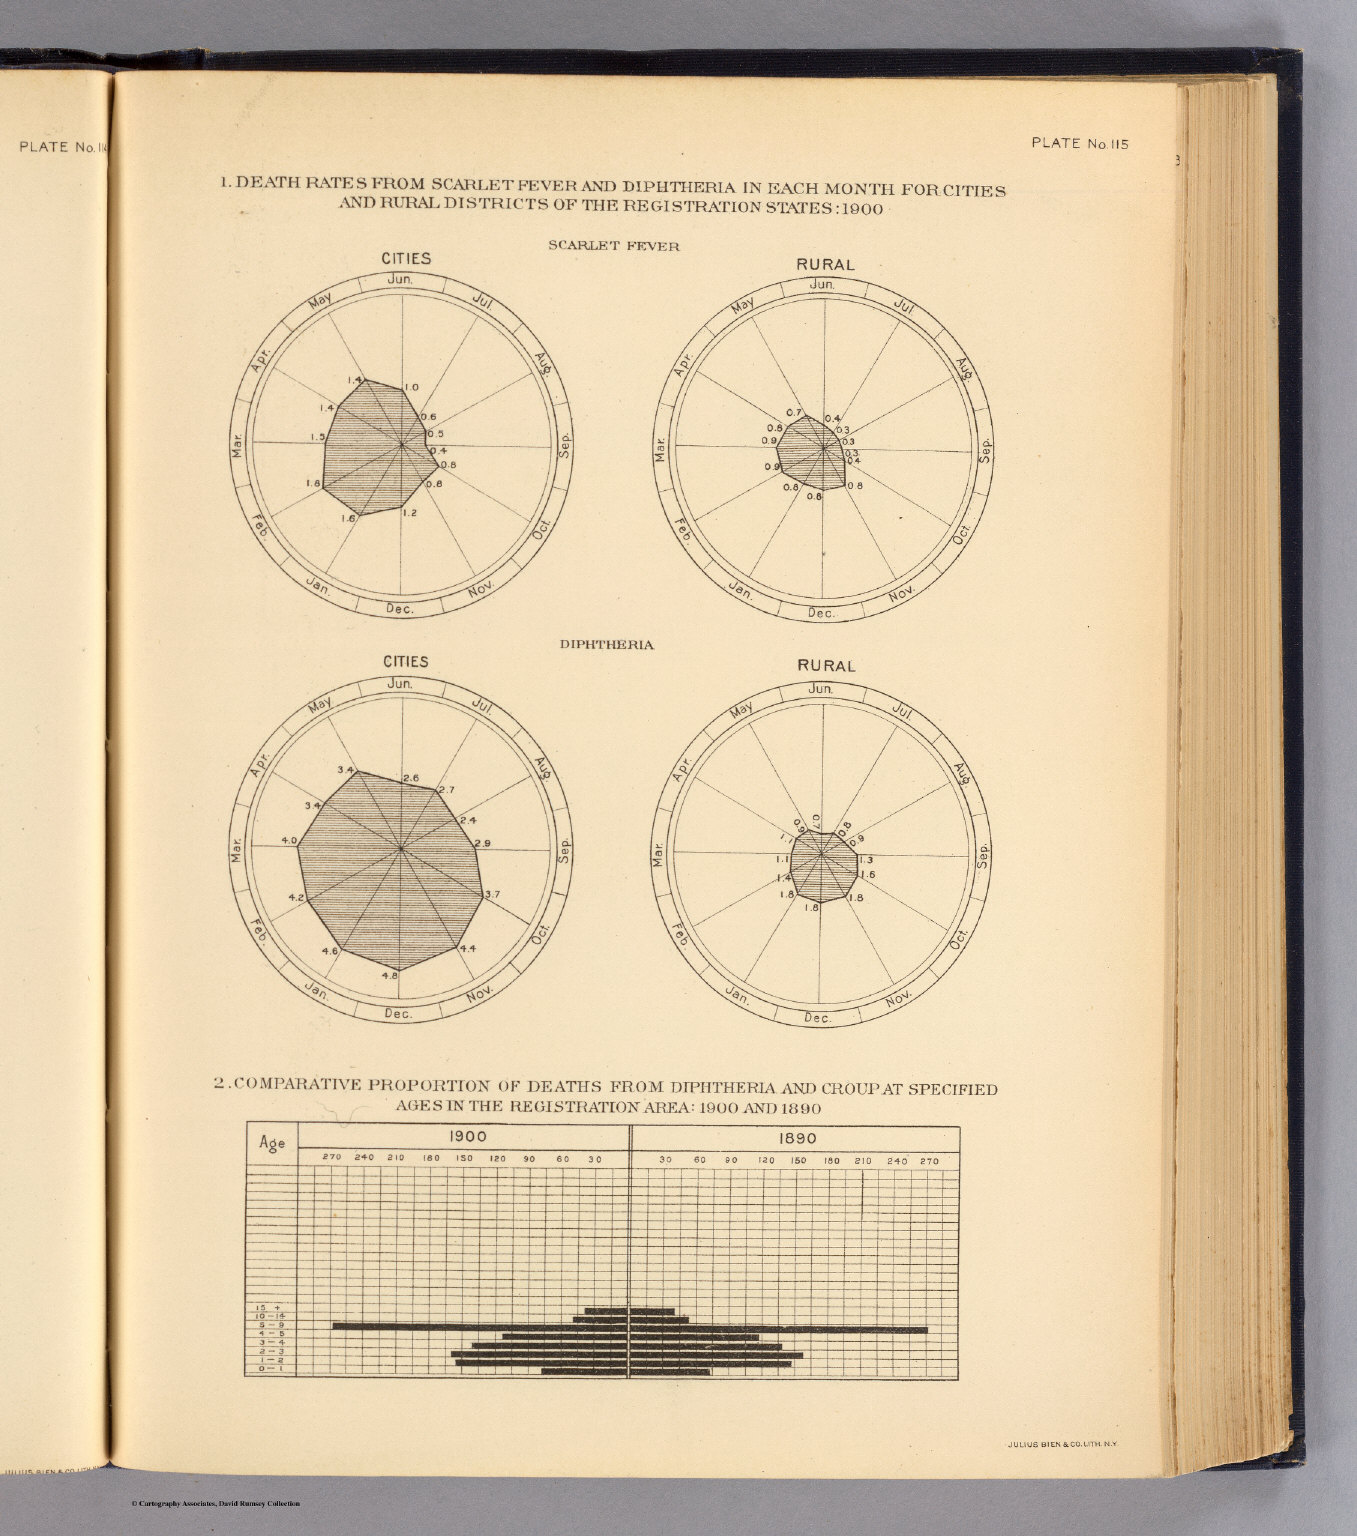 PLATE No. 11
PLATE No. 115
1. DEATH RATES FROM SCARLET FEVER AND DIPHTHERIA IN EACH MONTH FOR CITIES
AND RURAL DISTRICTS OF THE REGISTRATION STATES: 1900
SCARLET FEVER
CITIES
Jun.
Jul.
Aug.
Sep.
Oct.
Nov.
Dec.
Jan.
Feb.
Mar.
Apr.
May
1.0
0.6
0.5
0.4
0.8
0.8
1.2
1.6
1.8
1.5
1.4
1.4
RURAL
Jun.
Jul.
Aug.
Sep.
Oct.
Nov.
Dec.
Jan.
Feb.
Mar.
Apr.
May
0.4
0.3
0.3
0.3
0.4
0.8
0.8
0.8
0.9
0.9
0.8
0.7
DIPHTHERIA
CITIES
Jun.
Jul.
Aug.
Sep.
Oct.
Nov.
Dec.
Jan.
Feb.
Mar.
Apr.
May
2.6
2.7
2.4
2.9
3.7
4.4
4.8
4.6
4.2
4.0
3.4
3.4
RURAL
Jun.
Jul.
Aug.
Sep.
Oct.
Nov.
Dec.
Jan.
Feb.
Mar.
Apr.
May
0.7
0.8
0.9
1.3
1.6
1.8
1.8
1.8
1.4
1.1
1.1
0.9
2. COMPARATIVE PROPORTION OF DEATHS FROM DIPHTHERIA AND CROUP AT SPECIFIED
AGES IN THE REGISTRATION AREA: 1900 AND 1890
Age 1900 1890
270 240 210 180 150 120 90 60 30 30 60 90 120 150 180 210 240 270
15 +
10-14
5-9
4-5
3-4
2-3
1-2
0-1
JULIUS BIEN & CO. LITH. N.Y.
JULIUS BIEN & CO. LITH.
© Cartography Associates, David Rumsey Collection